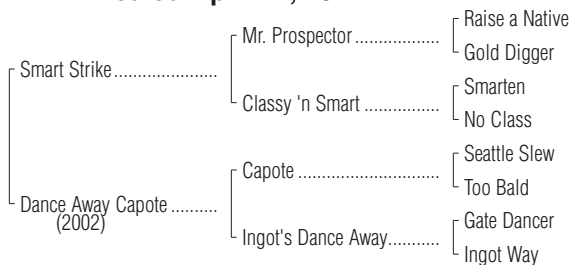 Raise a Native
Mr. Prospector ..................
Gold Digger
Smart Strike ......................
Smarten
Classy 'n Smart ................
No Class
Seattle Slew
Capote ..............................
Too Bald
Dance Away Capote ..........
(2002)
Gate Dancer
Ingot's Dance Away...........
Ingot Way